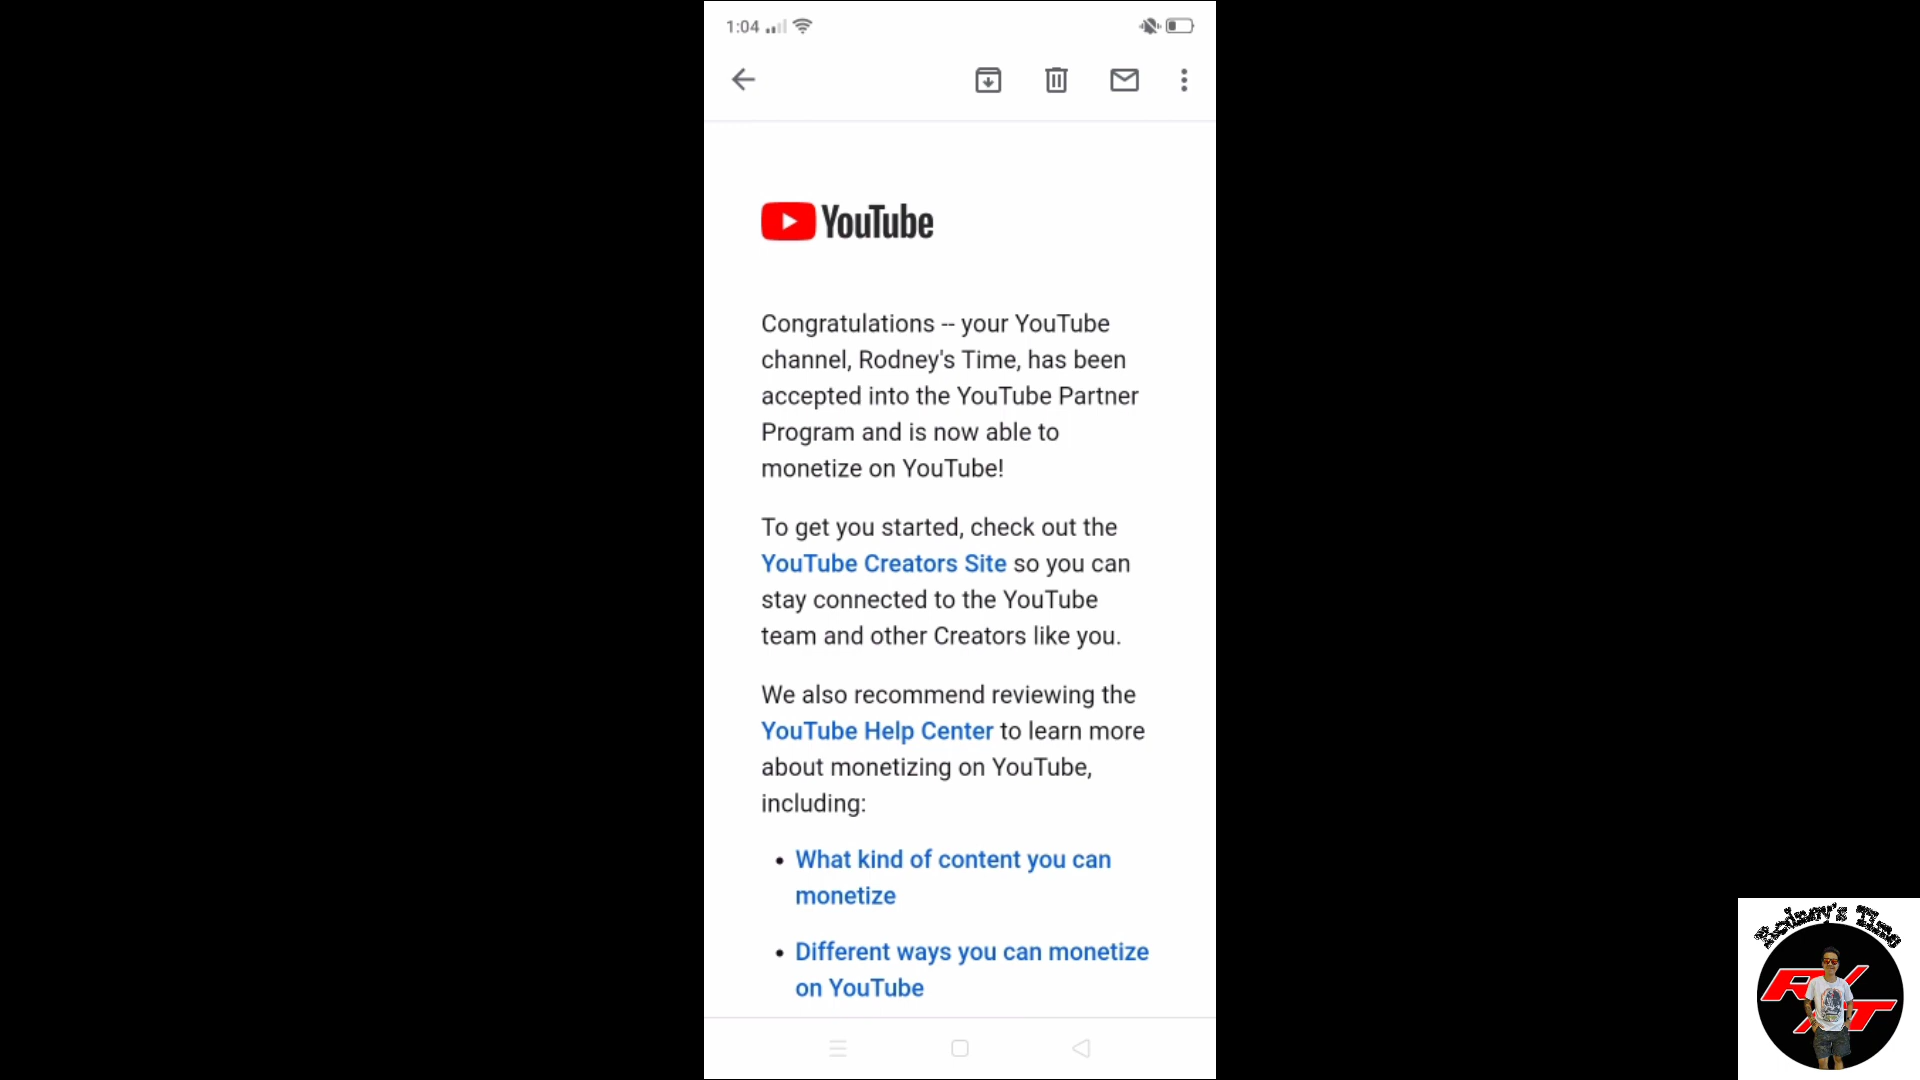 1:04
YouTube
Congratulations -- your YouTube
channel, Rodney's Time, has been
accepted into the YouTube Partner
Program and is now able to
monetize on YouTube!
To get you started, check out the
YouTube Creators Site so you can
stay connected to the YouTube
team and other Creators like you.
We also recommend reviewing the
YouTube Help Center to learn more
about monetizing on YouTube,
including:
• What kind of content you can
monetize
• Different ways you can monetize
on YouTube
Rodney's Time
R/T